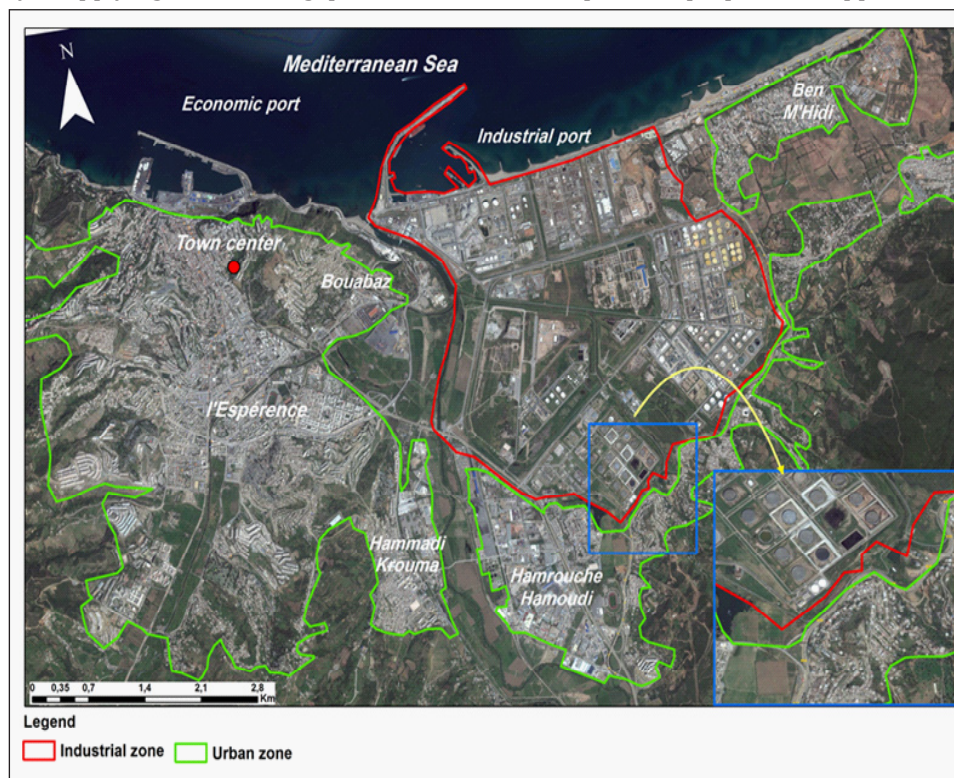 N
Mediterranean Sea
Economic port
Industrial port
Ben
M'Hidi
Town center
Bouabaz
l'Espérence
Hammadi
Krouma
Hamrouche
Hamoudi
0 0,35 0,7 1,4 2,1 2,8
Km
Legend
Industrial zone
Urban zone